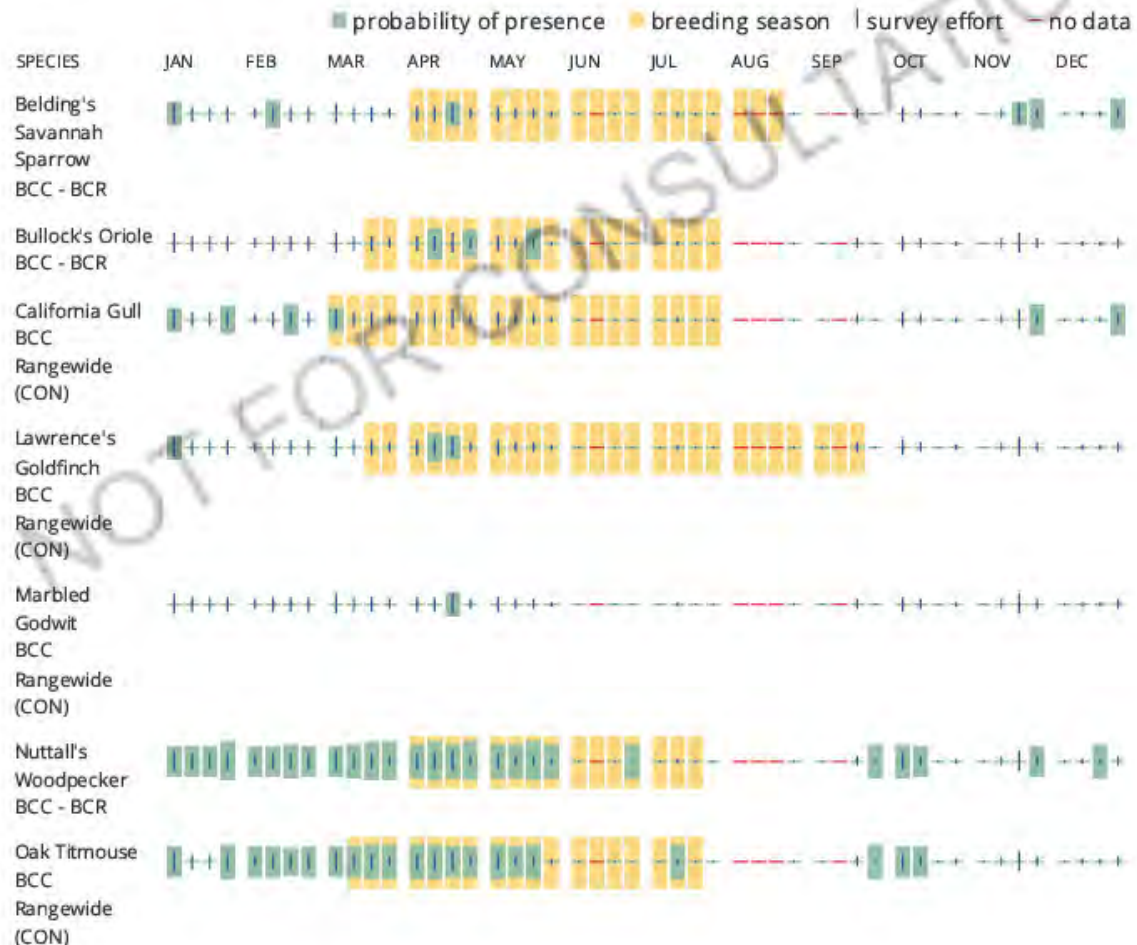 probability of presence breeding season survey effort no data
SPECIES JAN FEB MAR APR MAY JUN JUL AUG SEP OCT NOV DEC
Belding's
Savannah
Sparrow
BCC - BCR
Bullock's Oriole
BCC - BCR
California Gull
BCC
Rangewide
(CON)
Lawrence's
Goldfinch
BCC
Rangewide
(CON)
Marbled
Godwit
BCC
Rangewide
(CON)
Nuttall's
Woodpecker
BCC - BCR
Oak Titmouse
BCC
Rangewide
(CON)
NOT FOR CONSULTATIO